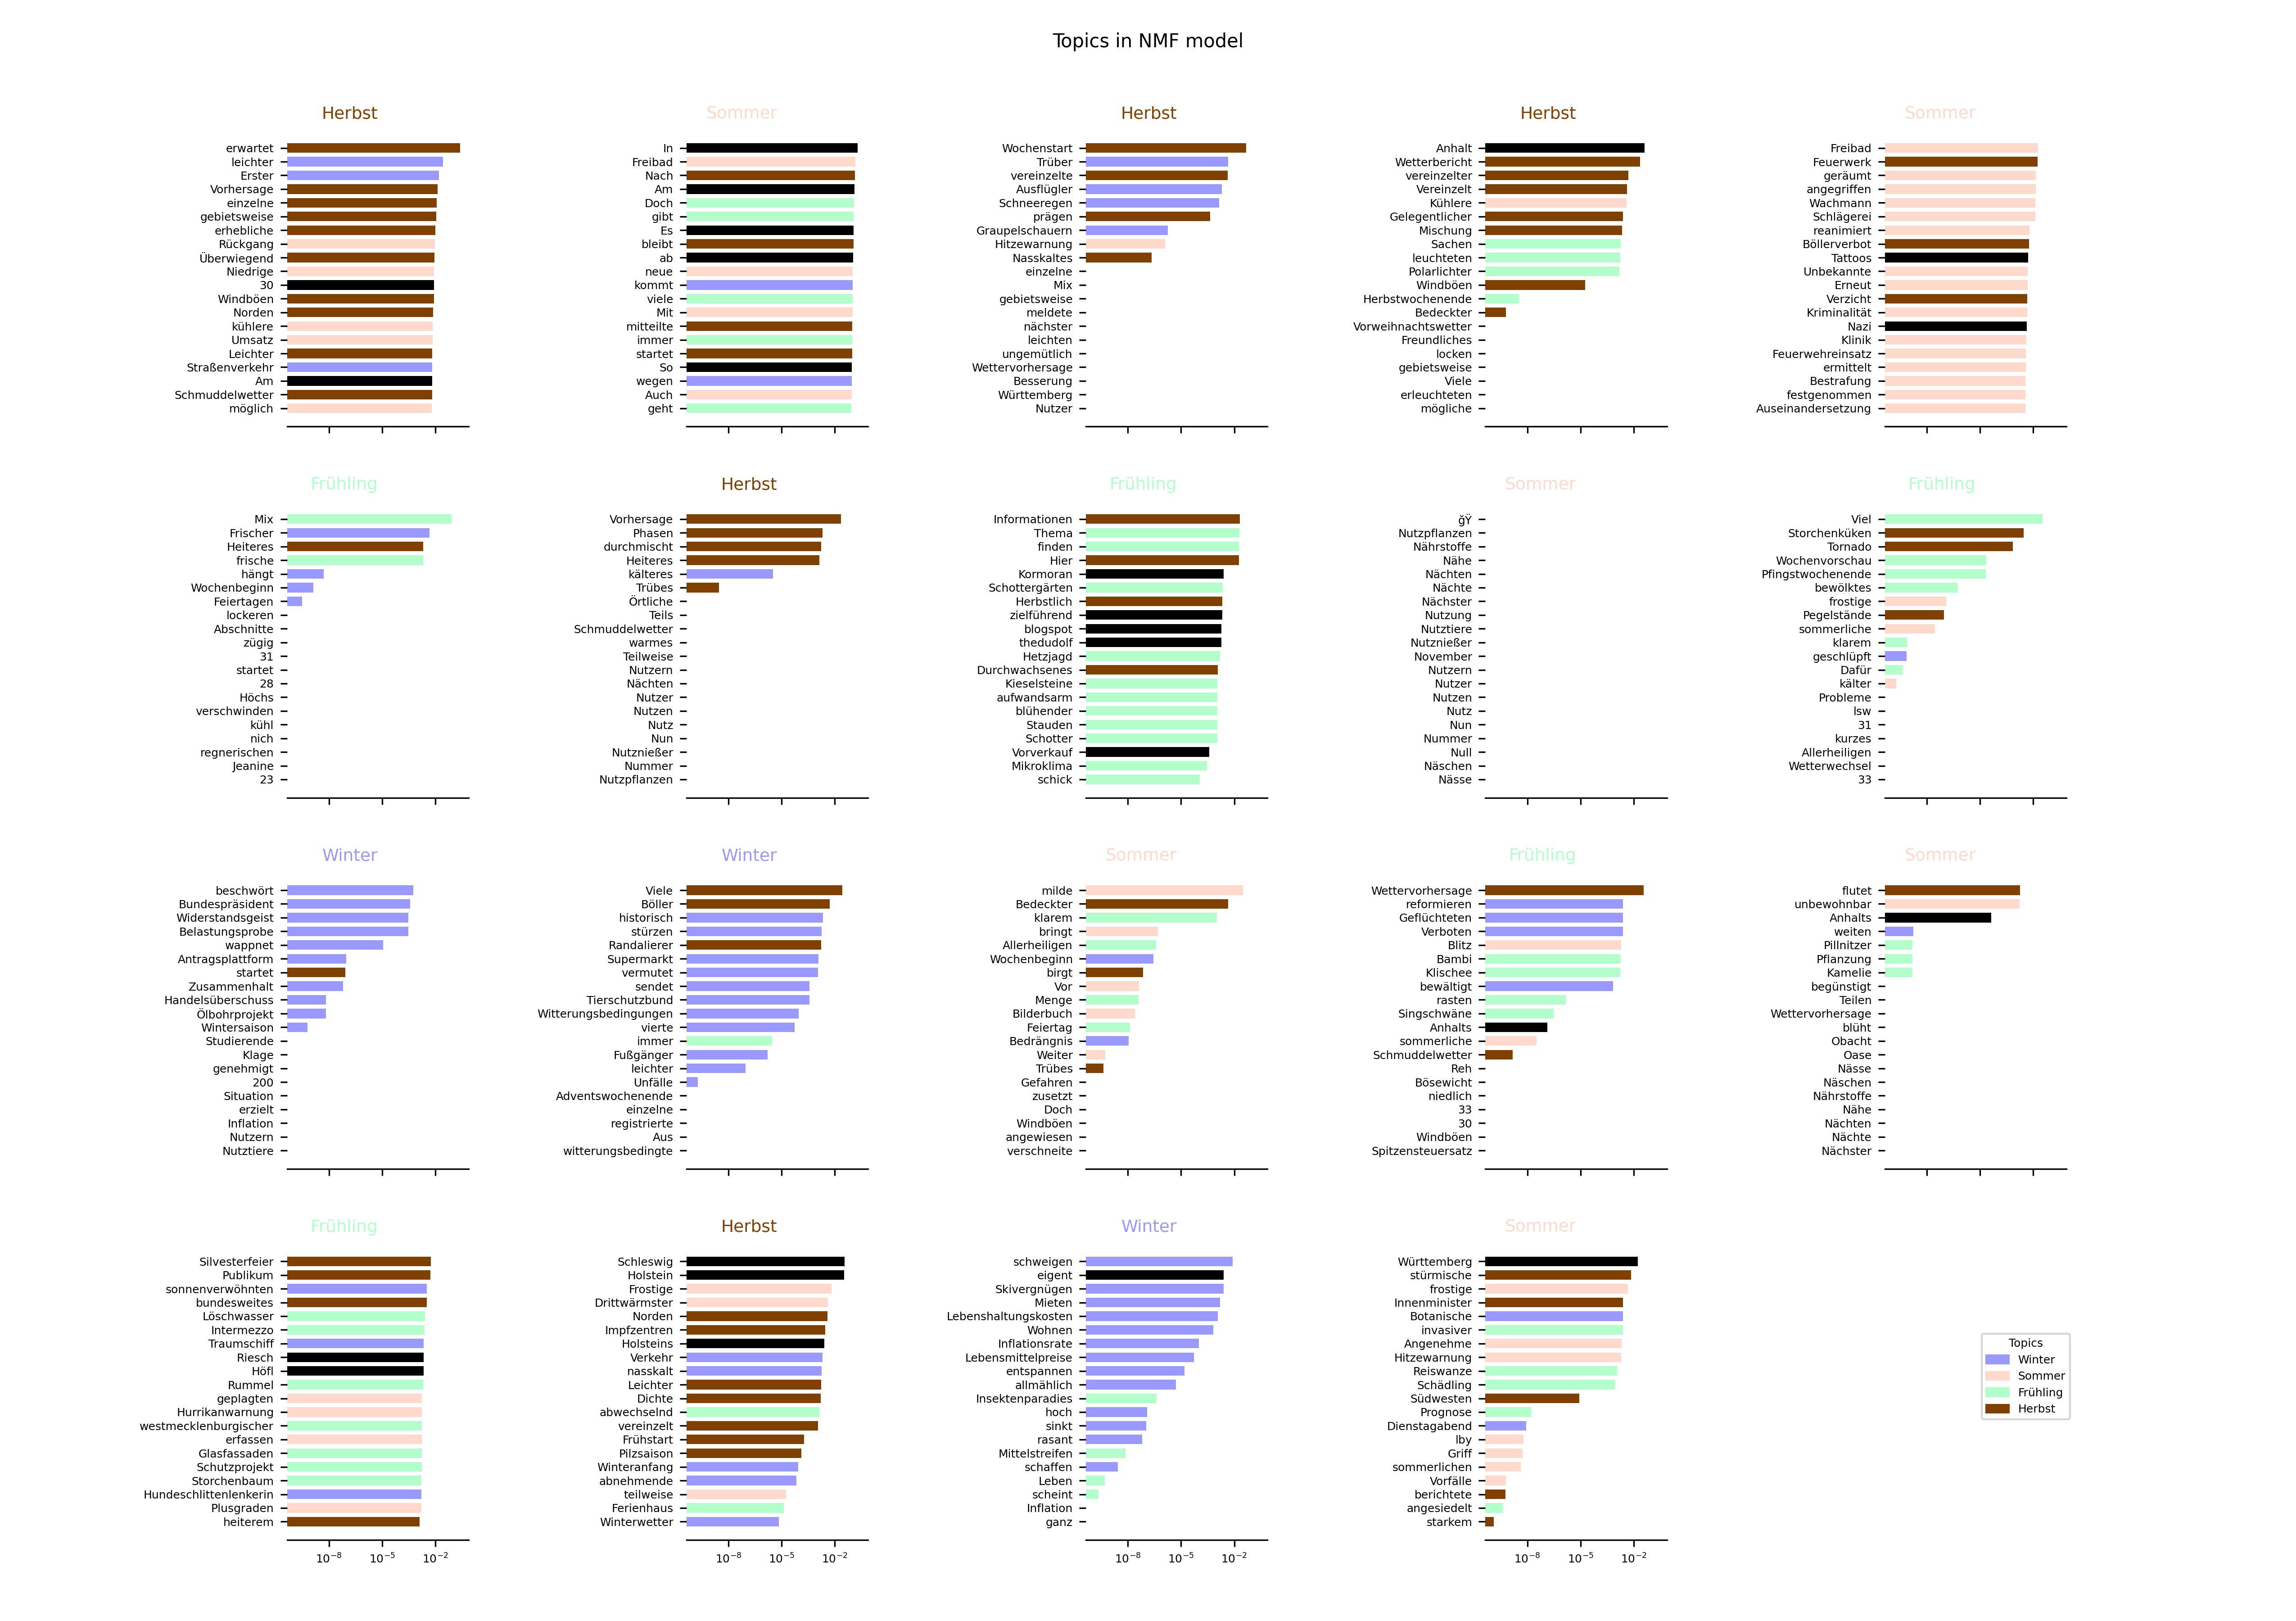 Topics in NMF model
Herbst
erwartet
leichter
Erster
Vorhersage
einzelne
gebietsweise
erhebliche
Rückgang
Überwiegend
Niedrige
30
Windböen
Norden
kühlere
Umsatz
Leichter
Straßenverkehr
Am
Schmuddelwetter
möglich
Sommer
In
Freibad
Nach
Am
Doch
gibt
Es
bleibt
ab
neue
kommt
viele
Mit
mitteilte
immer
startet
So
wegen
Auch
geht
Herbst
Wochenstart
Trüber
vereinzelte
Ausflügler
Schneeregen
prägen
Graupelschauern
Hitzewarnung
Nasskaltes
einzelne
Mix
gebietsweise
meldete
nächster
leichten
ungemütlich
Wettervorhersage
Besserung
Württemberg
Nutzer
Herbst
Anhalt
Wetterbericht
vereinzelter
Vereinzelt
Kühlere
Gelegentlicher
Mischung
Sachen
leuchteten
Polarlichter
Windböen
Herbstwochenende
Bedeckter
Vorweihnachtswetter
Freundliches
locken
gebietsweise
Viele
erleuchteten
mögliche
Sommer
Freibad
Feuerwerk
geräumt
angegriffen
Wachmann
Schlägerei
reanimiert
Böllerverbot
Tattoos
Unbekannte
Erneut
Verzicht
Kriminalität
Nazi
Klinik
Feuerwehreinsatz
ermittelt
Bestrafung
festgenommen
Auseinandersetzung
Frühling
Mix
Frischer
Heiteres
frische
hängt
Wochenbeginn
Feiertagen
lockeren
Abschnitte
zügig
31
startet
28
Höchs
verschwinden
kühl
nich
regnerischen
Jeanine
23
Herbst
Vorhersage
Phasen
durchmischt
Heiteres
kälteres
Trübes
Örtliche
Teils
Schmuddelwetter
warmes
Teilweise
Nutzern
Nächten
Nutzer
Nutzen
Nutz
Nun
Nutznießer
Nummer
Nutzpflanzen
Frühling
Informationen
Thema
finden
Hier
Kormoran
Schottergärten
Herbstlich
zielführend
blogspot
thedudolf
Hetzjagd
Durchwachsenes
Kieselsteine
aufwandsarm
blühender
Stauden
Schotter
Vorverkauf
Mikroklima
schick
Sommer
ğŸ
Nutzpflanzen
Nährstoffe
Nähe
Nächten
Nächte
Nächster
Nutzung
Nutztiere
Nutznießer
November
Nutzern
Nutzer
Nutzen
Nutz
Nun
Nummer
Null
Näschen
Nässe
Frühling
Viel
Storchenküken
Tornado
Wochenvorschau
Pfingstwochenende
bewölktes
frostige
Pegelstände
sommerliche
klarem
geschlüpft
Dafür
kälter
Probleme
lsw
31
kurzes
Allerheiligen
Wetterwechsel
33
Winter
beschwört
Bundespräsident
Widerstandsgeist
Belastungsprobe
wappnet
Antragsplattform
startet
Zusammenhalt
Handelsüberschuss
Ölbohrprojekt
Wintersaison
Studierende
Klage
genehmigt
200
Situation
erzielt
Inflation
Nutzern
Nutztiere
Winter
Viele
Böller
historisch
stürzen
Randalierer
Supermarkt
vermutet
sendet
Tierschutzbund
Witterungsbedingungen
vierte
immer
Fußgänger
leichter
Unfälle
Adventswochenende
einzelne
registrierte
Aus
witterungsbedingte
Sommer
milde
Bedeckter
klarem
bringt
Allerheiligen
Wochenbeginn
birgt
Vor
Menge
Bilderbuch
Feiertag
Bedrängnis
Weiter
Trübes
Gefahren
zusetzt
Doch
Windböen
angewiesen
verschneite
Frühling
Wettervorhersage
reformieren
Geflüchteten
Verboten
Blitz
Bambi
Klischee
bewältigt
rasten
Singschwäne
Anhalts
sommerliche
Schmuddelwetter
Reh
Bösewicht
niedlich
33
30
Windböen
Spitzensteuersatz
Sommer
flutet
unbewohnbar
Anhalts
weiten
Pillnitzer
Pflanzung
Kamelie
begünstigt
Teilen
Wettervorhersage
blüht
Obacht
Oase
Nässe
Näschen
Nährstoffe
Nähe
Nächten
Nächte
Nächster
Frühling
Silvesterfeier
Publikum
sonnenverwöhnten
bundesweites
Löschwasser
Intermezzo
Traumschiff
Riesch
Höfl
Rummel
geplagten
Hurrikanwarnung
westmecklenburgischer
erfassen
Glasfassaden
Schutzprojekt
Storchenbaum
Hundeschlittenlenkerin
Plusgraden
heiterem
10⁻⁸ 10⁻⁵ 10⁻²
Herbst
Schleswig
Holstein
Frostige
Drittwärmster
Norden
Impfzentren
Holsteins
Verkehr
nasskalt
Leichter
Dichte
abwechselnd
vereinzelt
Frühstart
Pilzsaison
Winteranfang
abnehmende
teilweise
Ferienhaus
Winterwetter
10⁻⁸ 10⁻⁵ 10⁻²
Winter
schweigen
eigent
Skivergnügen
Mieten
Lebenshaltungskosten
Wohnen
Inflationsrate
Lebensmittelpreise
entspannen
allmählich
Insektenparadies
hoch
sinkt
rasant
Mittelstreifen
schaffen
Leben
scheint
Inflation
ganz
10⁻⁸ 10⁻⁵ 10⁻²
Sommer
Württemberg
stürmische
frostige
Innenminister
Botanische
invasiver
Angenehme
Hitzewarnung
Reiswanze
Schädling
Südwesten
Prognose
Dienstagabend
lby
Griff
sommerlichen
Vorfälle
berichtete
angesiedelt
starkem
10⁻⁸ 10⁻⁵ 10⁻²
Topics
Winter
Sommer
Frühling
Herbst